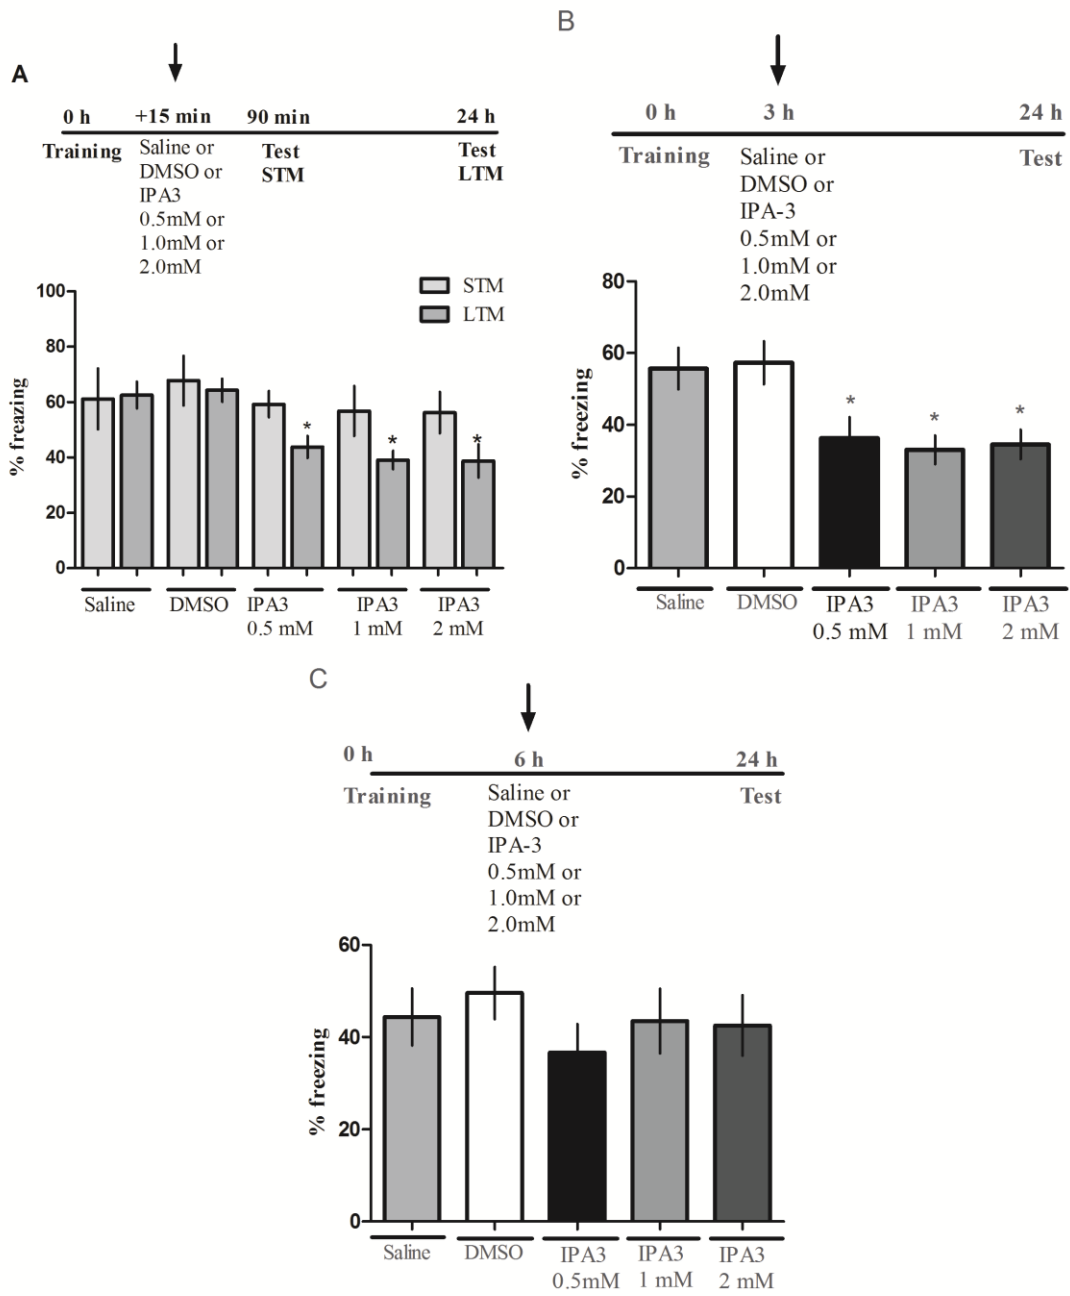 A
0 h +15 min 90 min 24 h
Training Saline or Test Test
DMSO or STM LTM
IPA3
0.5mM or
1.0mM or
2.0mM
STM
LTM
% freazing
100
80
60
40
20
0
* * *
Saline DMSO IPA3 IPA3 IPA3
0.5 mM 1 mM 2 mM
B
0 h 3 h 24 h
Training Saline or Test
DMSO or
IPA-3
0.5mM or
1.0mM or
2.0mM
% freezing
80
60
40
20
0
* * *
Saline DMSO IPA3 IPA3 IPA3
0.5 mM 1 mM 2 mM
C
0 h 6 h 24 h
Training Saline or Test
DMSO or
IPA-3
0.5mM or
1.0mM or
2.0mM
% freezing
60
40
20
0
Saline DMSO IPA3 IPA3 IPA3
0.5mM 1 mM 2 mM